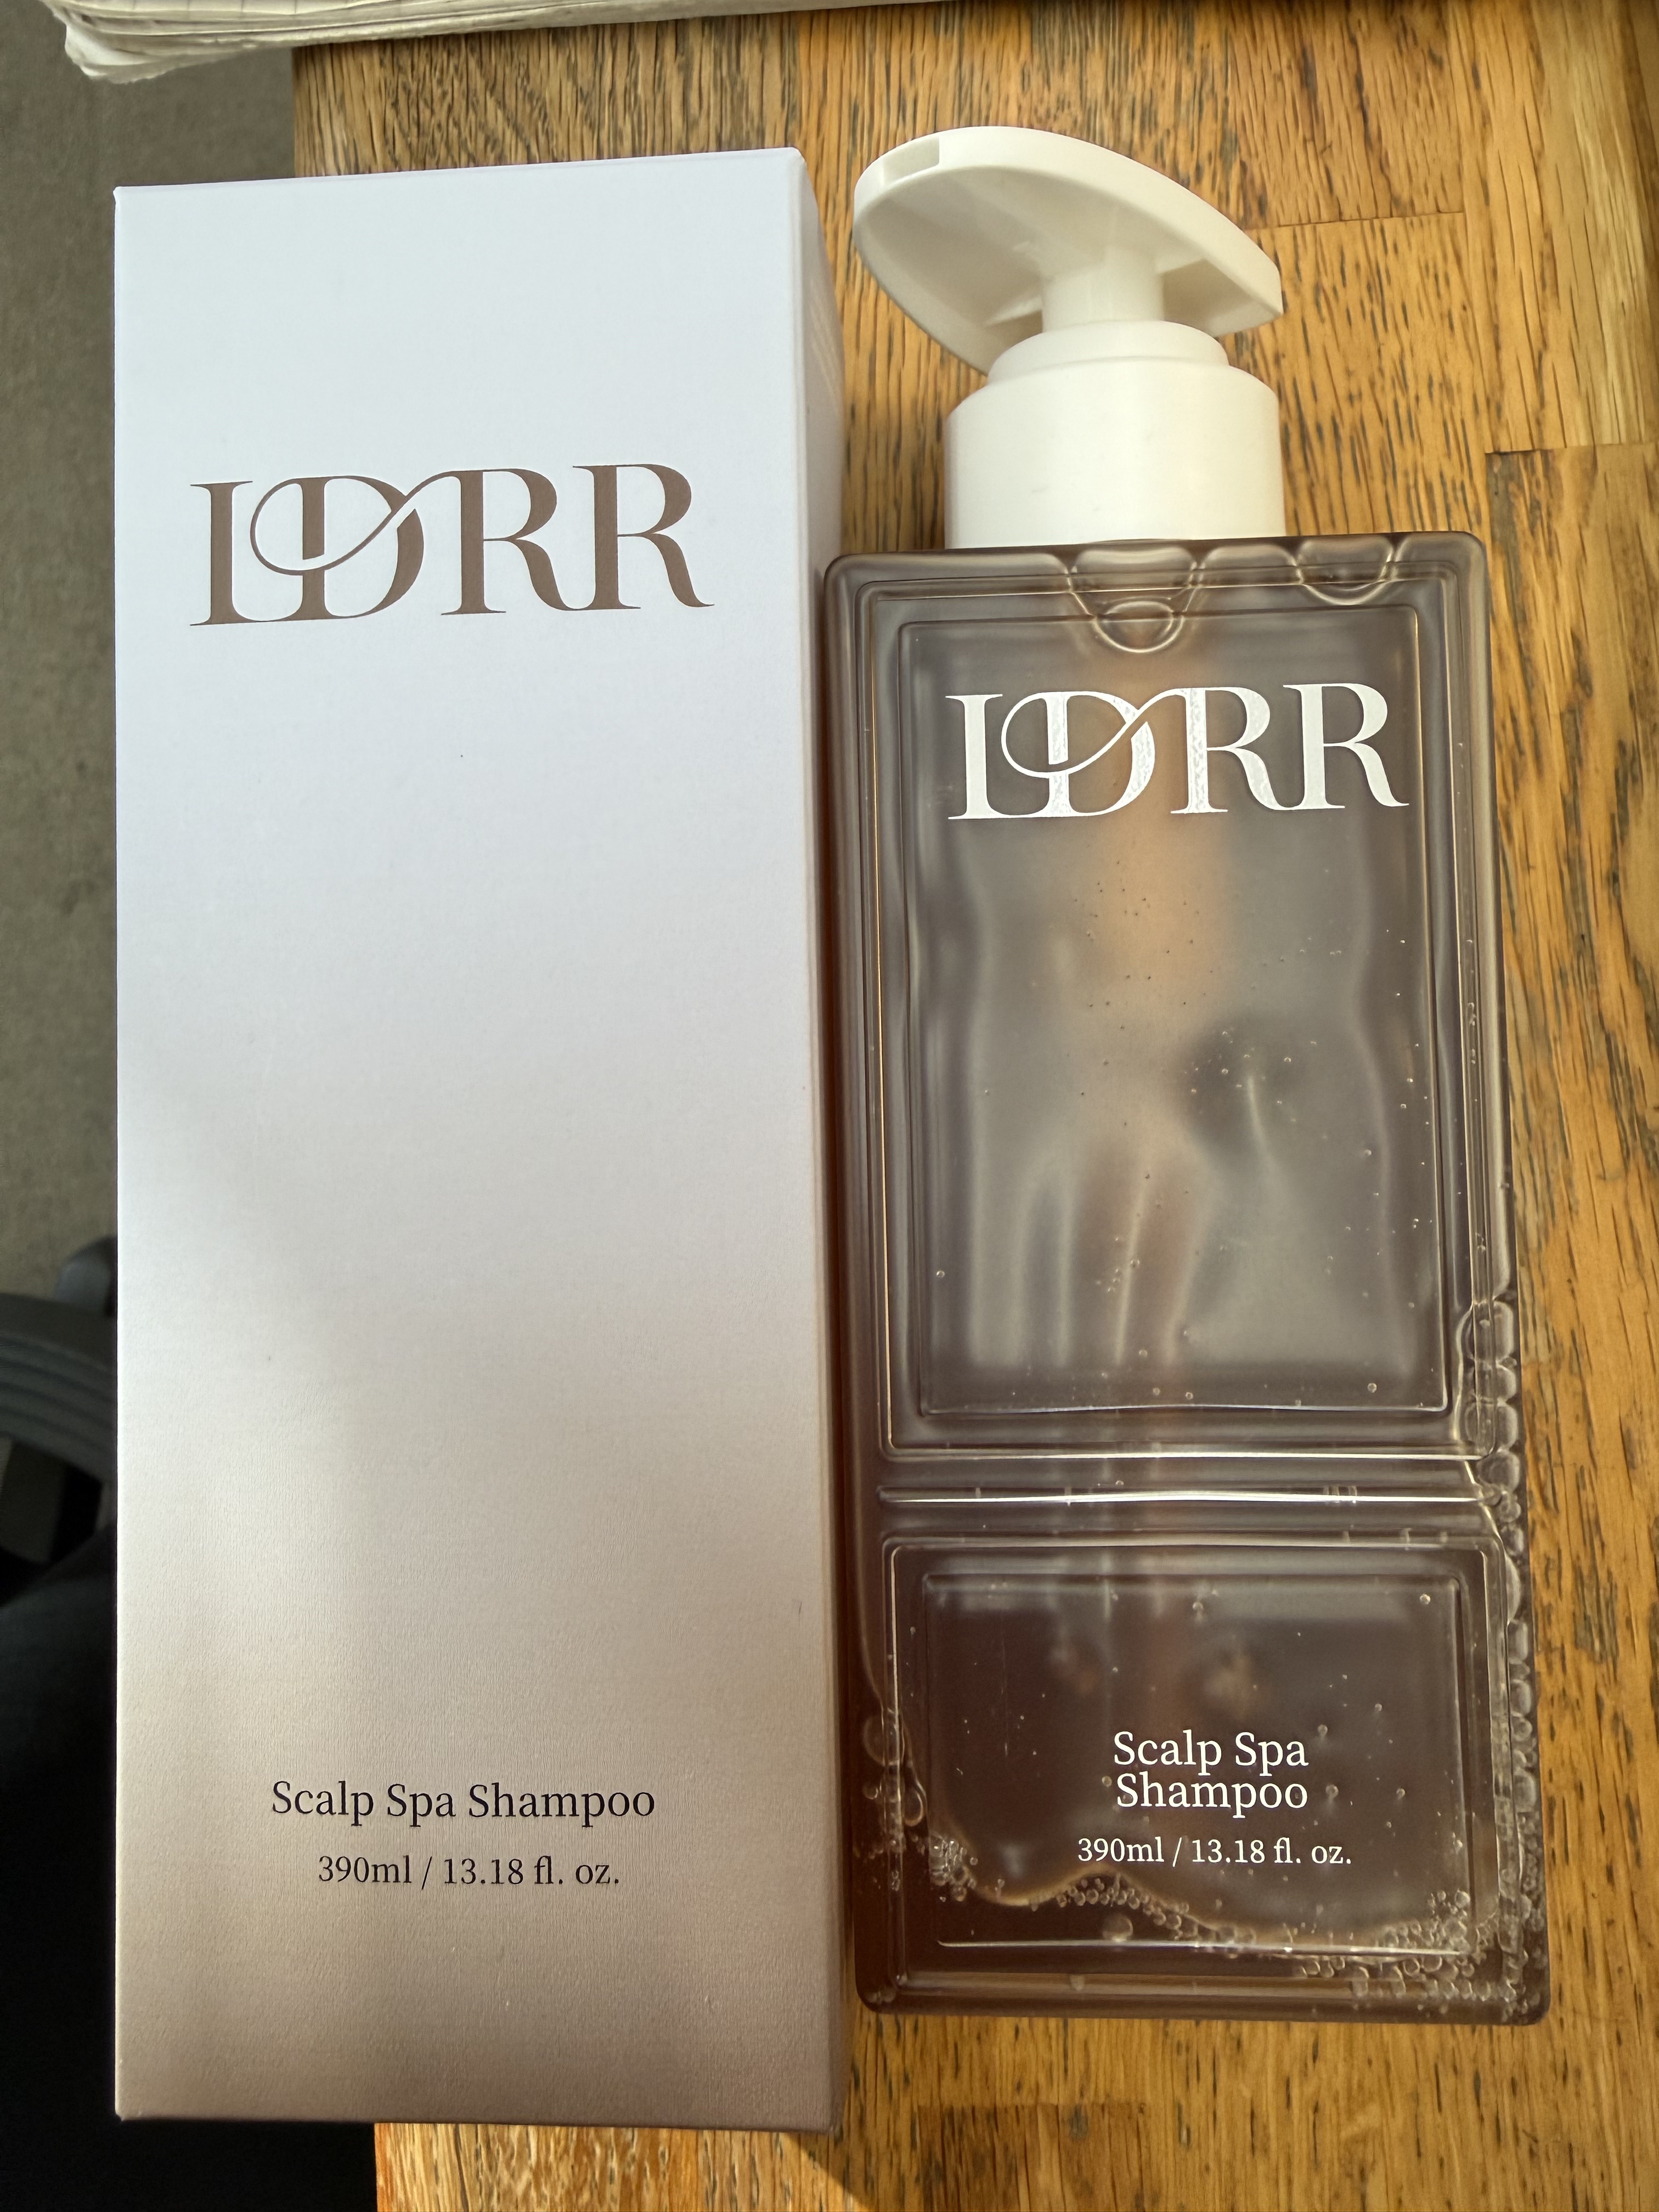 LDRR
Scalp Spa Shampoo
390ml / 13.18 fl. oz.
LDRR
Scalp Spa
Shampoo
390ml / 13.18 fl. oz.